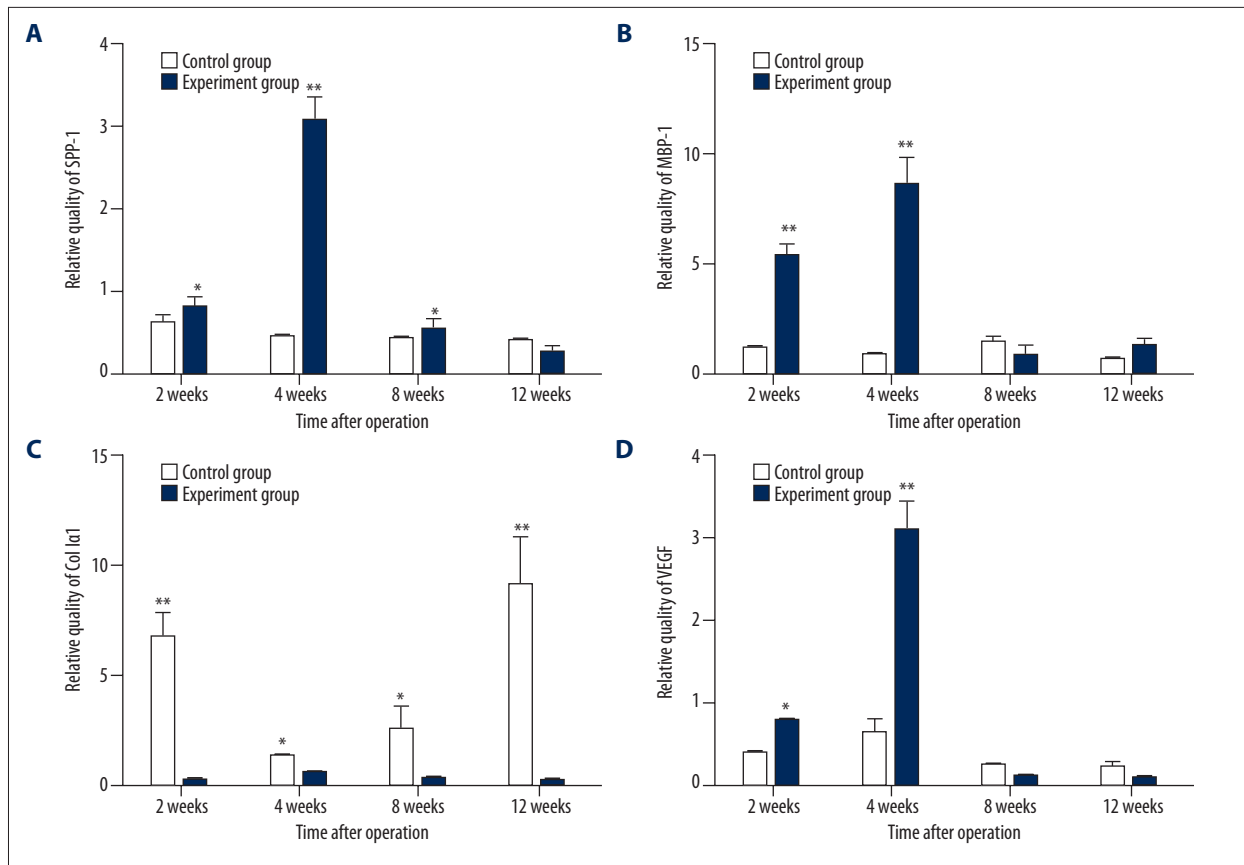 A
4
3
2
1
0
Relative quality of SPP-1
Control group
Experiment group
*
**
*
2 weeks
4 weeks
8 weeks
12 weeks
Time after operation
B
15
10
5
0
Relative quality of MBP-1
Control group
Experiment group
**
**
2 weeks
4 weeks
8 weeks
12 weeks
Time after operation
C
15
10
5
0
Relative quality of Col Iα1
Control group
Experiment group
**
*
*
**
2 weeks
4 weeks
8 weeks
12 weeks
Time after operation
D
4
3
2
1
0
Relative quality of VEGF
Control group
Experiment group
*
**
2 weeks
4 weeks
8 weeks
12 weeks
Time after operation